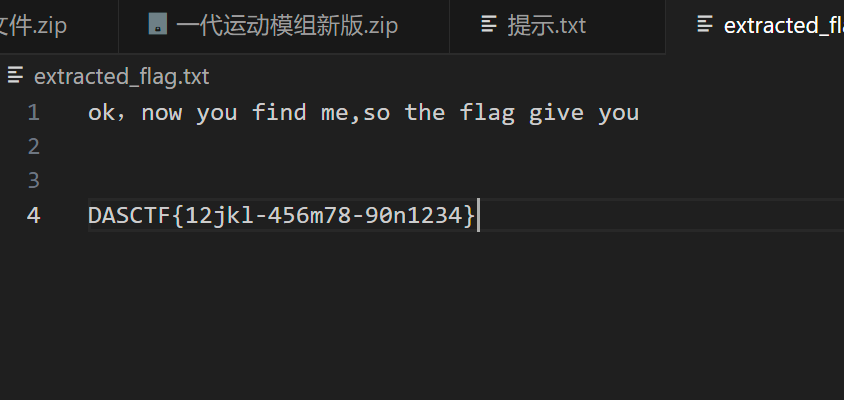 文件.zip 一代运动模组新版.zip 提示.txt extracted_fl
extracted_flag.txt
1 ok，now you find me,so the flag give you
2
3
4 DASCTF{12jkl-456m78-90n1234}